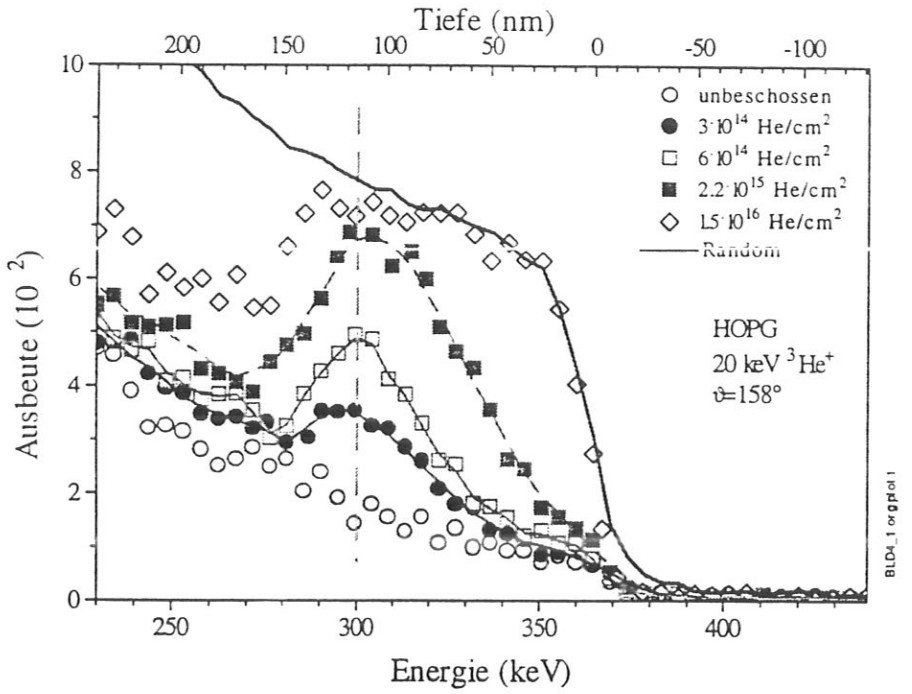 Tiefe (nm)
200 150 100 50 0 -50 -100
10
8
6
4
2
0
Ausbeute (10⁻²)
unbeschossen
3·10¹⁴ He/cm²
6·10¹⁴ He/cm²
2.2·10¹⁵ He/cm²
1.5·10¹⁶ He/cm²
Random
HOPG
20 keV ³He⁺
ϑ=158°
250 300 350 400
Energie (keV)
BLD4_1 orgplot 1